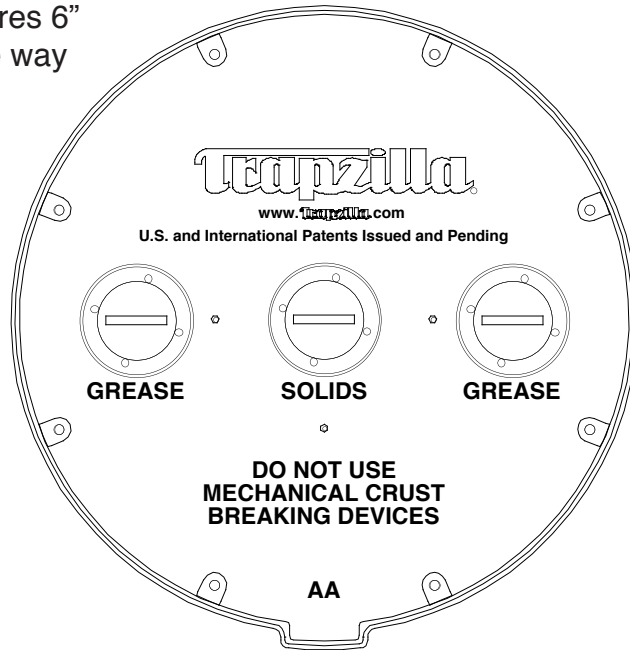 res 6”
way
Trapzilla
www.Trapzilla.com
U.S. and International Patents Issued and Pending
GREASE SOLIDS GREASE
DO NOT USE
MECHANICAL CRUST
BREAKING DEVICES
AA